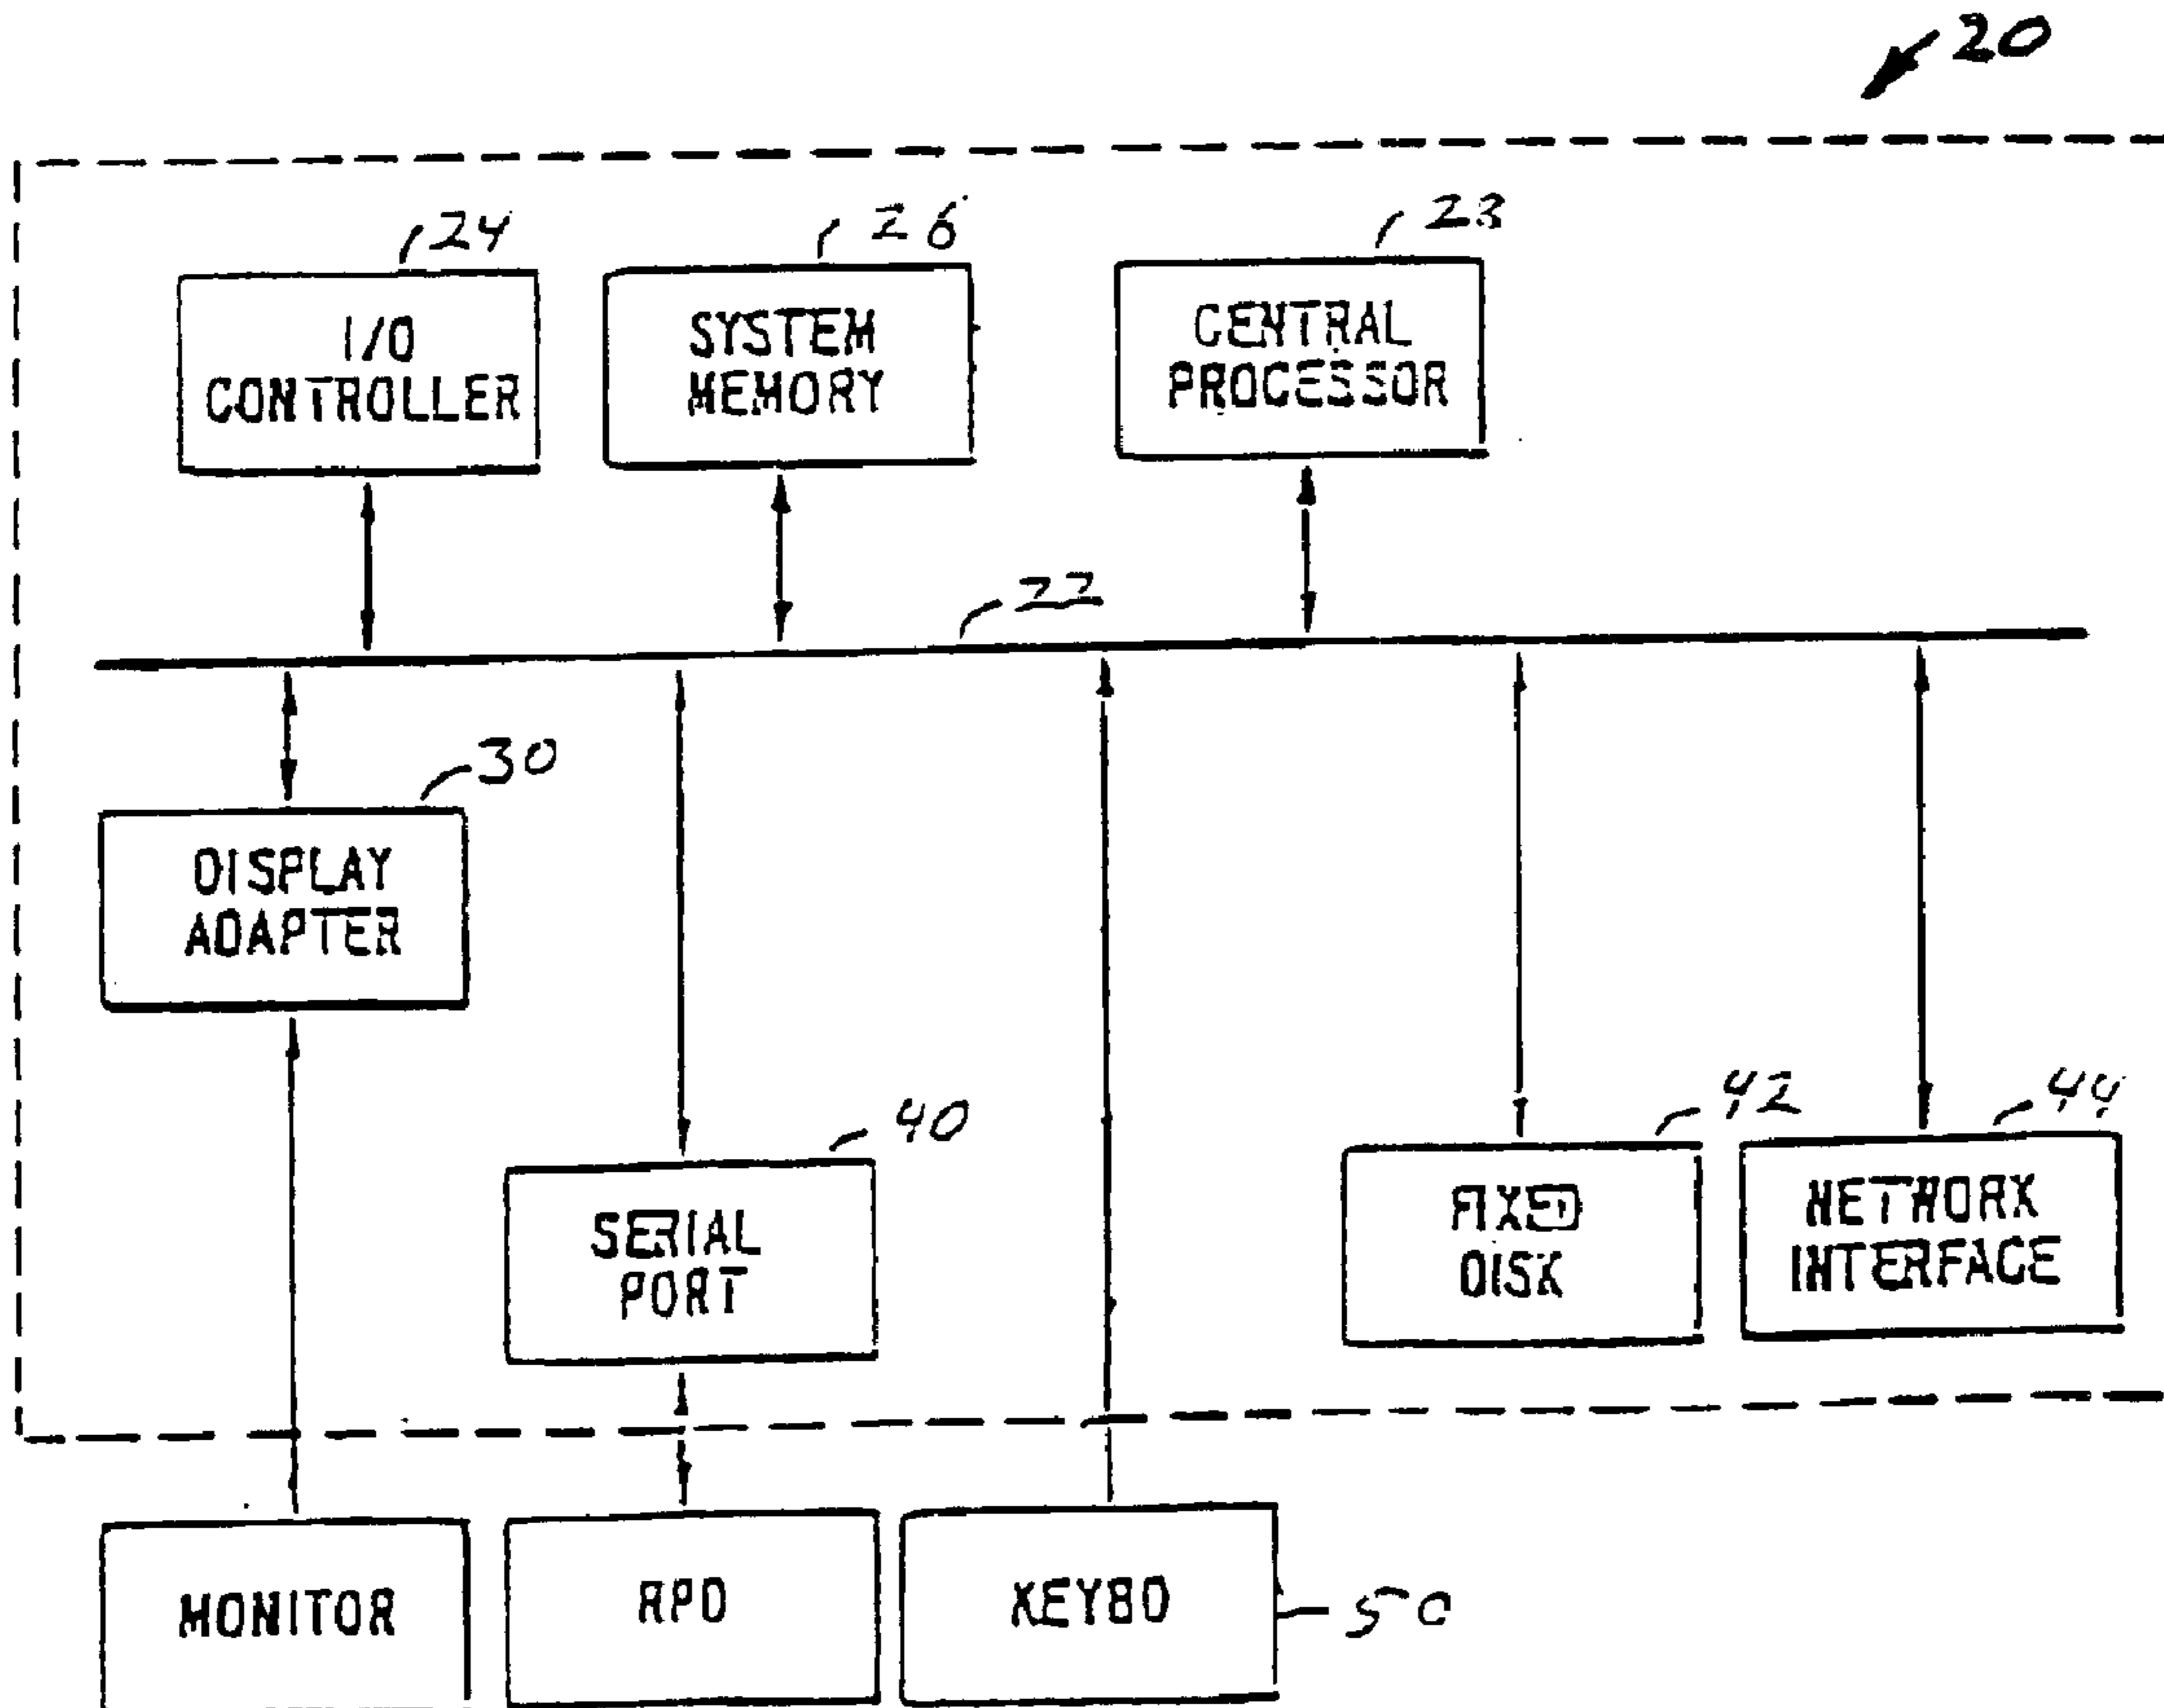 20
24
26
23
I/O
CONTROLLER
SYSTEM
MEMORY
CENTRAL
PROCESSOR
22
30
DISPLAY
ADAPTER
40
42
44
SERIAL
PORT
FIXED
DISK
NETWORK
INTERFACE
MONITOR
RPD
KEYBD
50